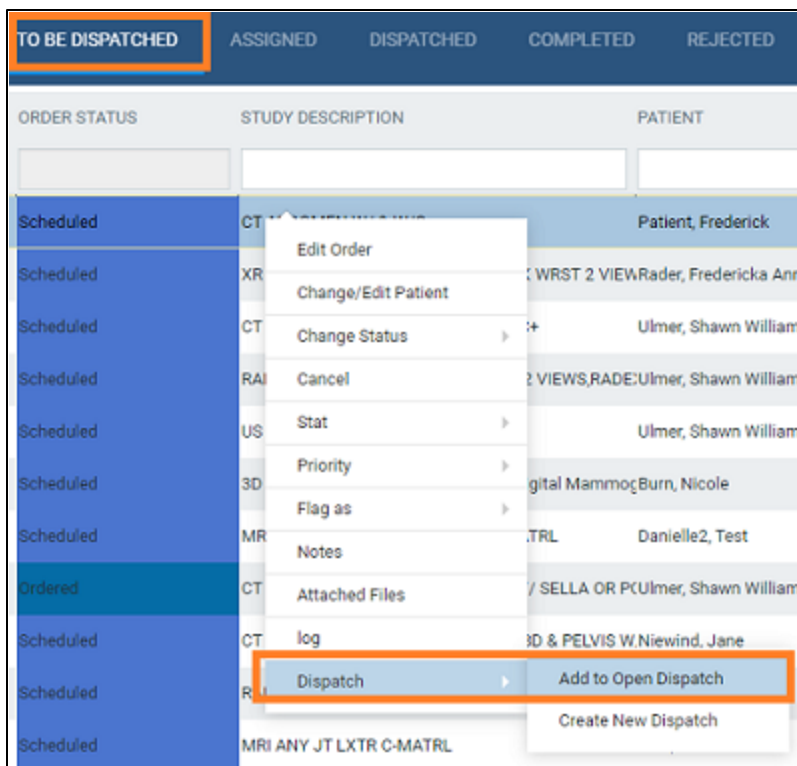 TO BE DISPATCHED ASSIGNED DISPATCHED COMPLETED REJECTED
ORDER STATUS STUDY DESCRIPTION PATIENT
Scheduled CT Patient, Frederick
Edit Order
Scheduled XR WRST 2 VIEW Rader, Fredericka Ann
Change/Edit Patient
Scheduled CT Change Status Ulmer, Shawn William
Scheduled RAD Cancel 2 VIEWS,RADEX Ulmer, Shawn William
Scheduled US Stat Ulmer, Shawn William
Priority
Scheduled 3D gital Mammog Burn, Nicole
Flag as
Scheduled MR TRL Danielle2, Test
Notes
Ordered CT Attached Files / SELLA OR P Ulmer, Shawn William
Scheduled CT log & PELVIS W, Niewind, Jane
Scheduled Dispatch Add to Open Dispatch
Create New Dispatch
Scheduled MRI ANY JT LXTR C-MATRL